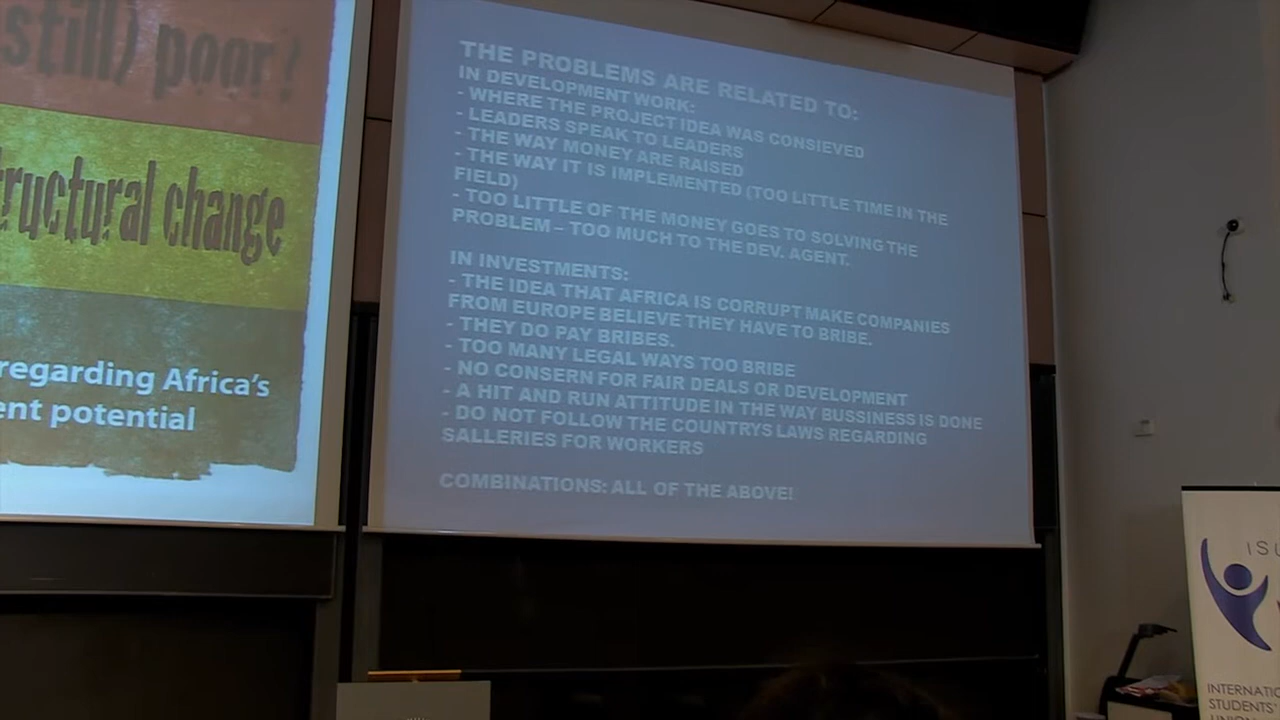 still) poor?
tructural change
regarding Africa's
ent potential
THE PROBLEMS ARE RELATED TO:
IN DEVELOPMENT WORK:
- WHERE THE PROJECT IDEA WAS CONSIEVED
- LEADERS SPEAK TO LEADERS
- THE WAY MONEY ARE RAISED
- THE WAY IT IS IMPLEMENTED (TOO LITTLE TIME IN THE
FIELD)
- TOO LITTLE OF THE MONEY GOES TO SOLVING THE
PROBLEM – TOO MUCH TO THE DEV. AGENT.
IN INVESTMENTS:
- THE IDEA THAT AFRICA IS CORRUPT MAKE COMPANIES
FROM EUROPE BELIEVE THEY HAVE TO BRIBE.
- THEY DO PAY BRIBES.
- TOO MANY LEGAL WAYS TOO BRIBE
- NO CONSERN FOR FAIR DEALS OR DEVELOPMENT
- A HIT AND RUN ATTITUDE IN THE WAY BUSSINESS IS DONE
- DO NOT FOLLOW THE COUNTRYS LAWS REGARDING
SALLERIES FOR WORKERS
COMBINATIONS: ALL OF THE ABOVE!
ISU
INTERNATIO
STUDENTS'
UNION